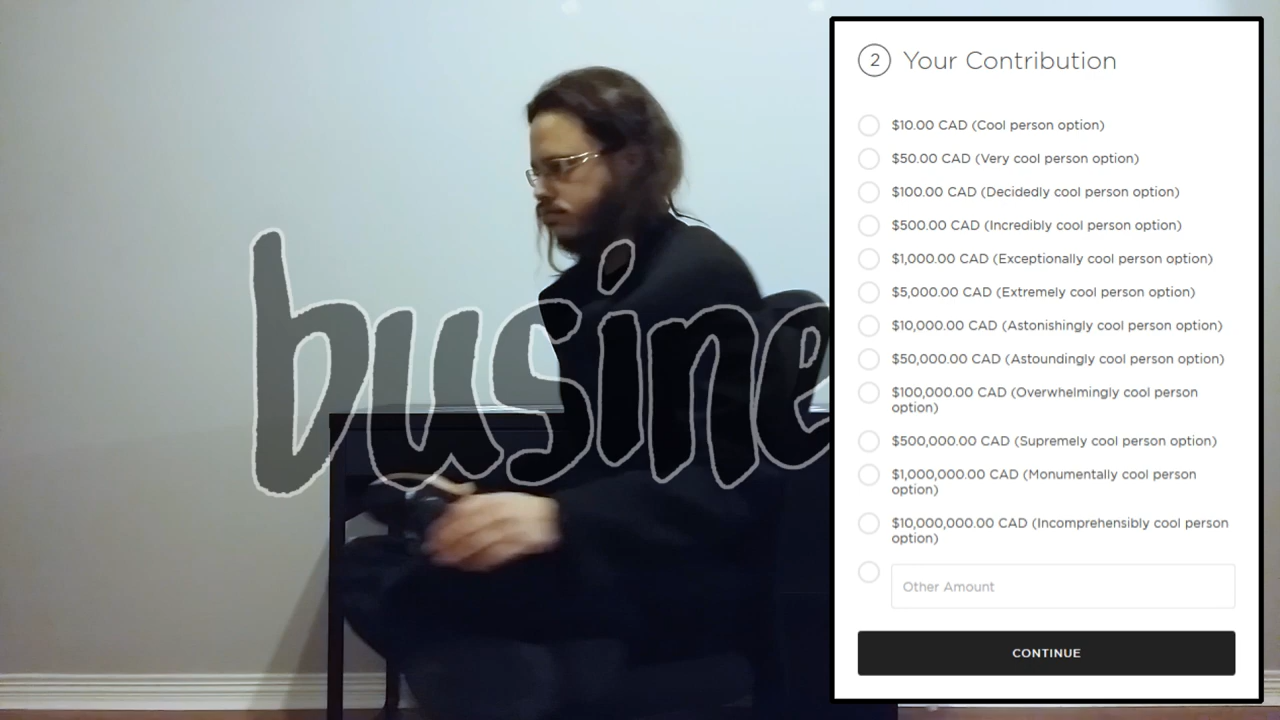 busine
2 Your Contribution
$10.00 CAD (Cool person option)
$50.00 CAD (Very cool person option)
$100.00 CAD (Decidedly cool person option)
$500.00 CAD (Incredibly cool person option)
$1,000.00 CAD (Exceptionally cool person option)
$5,000.00 CAD (Extremely cool person option)
$10,000.00 CAD (Astonishingly cool person option)
$50,000.00 CAD (Astoundingly cool person option)
$100,000.00 CAD (Overwhelmingly cool person
option)
$500,000.00 CAD (Supremely cool person option)
$1,000,000.00 CAD (Monumentally cool person
option)
$10,000,000.00 CAD (Incomprehensibly cool person
option)
Other Amount
CONTINUE